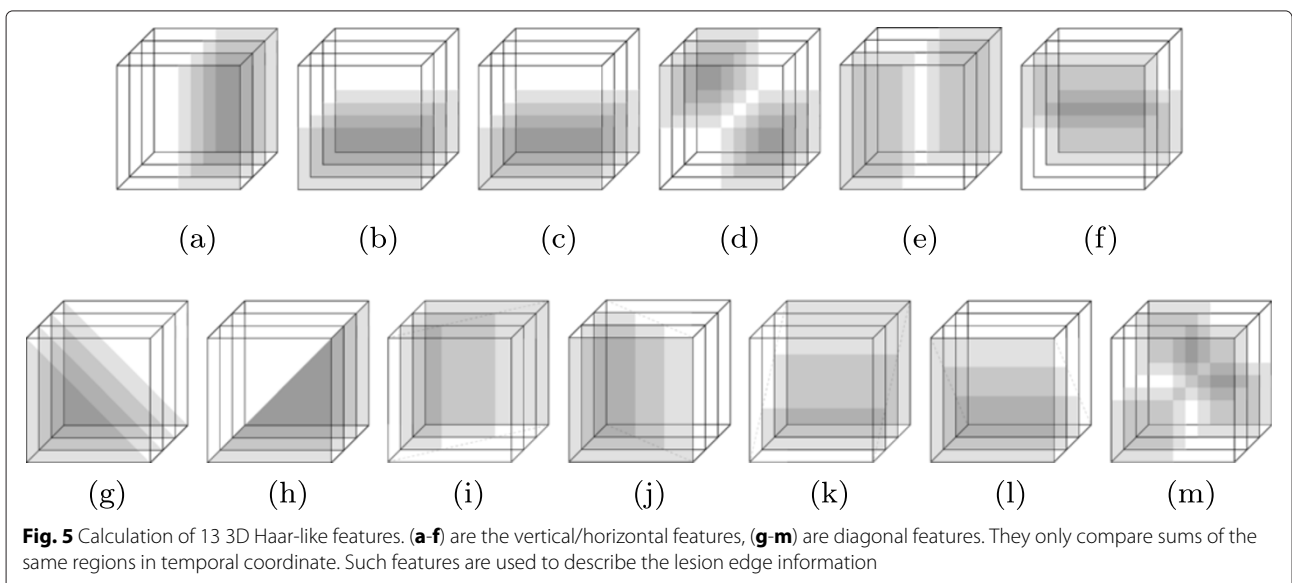 (a) (b) (c) (d) (e) (f)
(g) (h) (i) (j) (k) (l) (m)
Fig. 5 Calculation of 13 3D Haar-like features. (a-f) are the vertical/horizontal features, (g-m) are diagonal features. They only compare sums of the
same regions in temporal coordinate. Such features are used to describe the lesion edge information